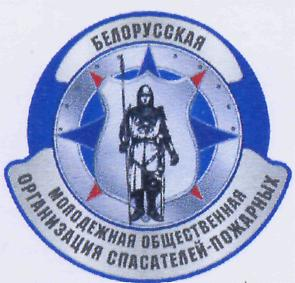 БЕЛОРУССКАЯ
МОЛОДЕЖНАЯ ОБЩЕСТВЕННАЯ
ОРГАНИЗАЦИЯ СПАСАТЕЛЕЙ-ПОЖАРНЫХ